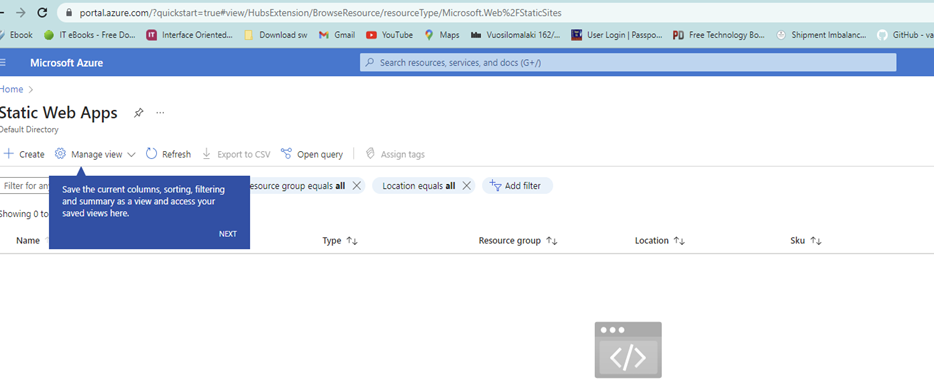 portal.azure.com/?quickstart=true#view/HubsExtension/BrowseResource/resourceType/Microsoft.Web%2FStaticSites
Ebook IT eBooks - Free Do... IT Interface Oriented... Download sw Gmail YouTube Maps Vuosilomalaki 162/... User Login | Passpo... PD Free Technology Bo... Shipment Imbalanc... GitHub - va
Microsoft Azure Search resources, services, and docs (G+/)
Home
Static Web Apps ...
Default Directory
Create Manage view Refresh Export to CSV Open query Assign tags
Filter for an resource group equals all Location equals all Add filter
Save the current columns, sorting, filtering
and summary as a view and access your
saved views here.
NEXT
Showing 0 to
Name Type Resource group Location Sku